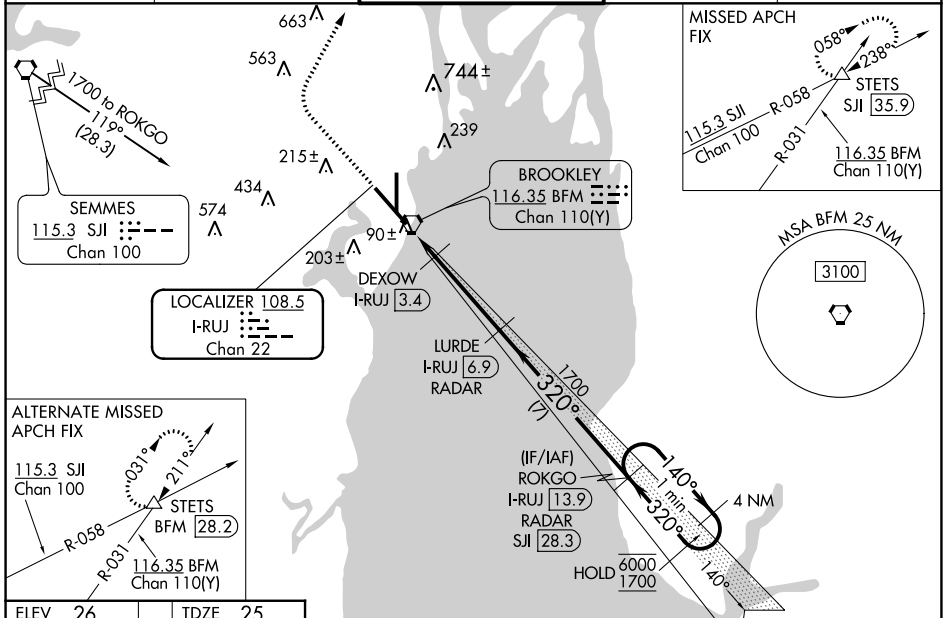 663
563
744±
239
215±
434
574
90±
203±
1700 to ROKGO
119°
(28.3)
SEMMES
115.3 SJI
Chan 100
BROOKLEY
116.35 BFM
Chan 110(Y)
MISSED APCH
FIX
058°
238°
STETS
SJI 35.9
R-058
115.3 SJI
Chan 100
R-031
116.35 BFM
Chan 110(Y)
MSA BFM 25 NM
3100
LOCALIZER 108.5
I-RUJ
Chan 22
DEXOW
I-RUJ 3.4
LURDE
I-RUJ 6.9
RADAR
1700
320°
(7)
(IF/IAF)
ROKGO
I-RUJ 13.9
RADAR
SJI 28.3
140°
1 min
320°
4 NM
HOLD 6000
1700
140°
ALTERNATE MISSED
APCH FIX
031°
211°
115.3 SJI
Chan 100
STETS
BFM 28.2
R-058
R-031
116.35 BFM
Chan 110(Y)
ELEV 26
TDZE 25